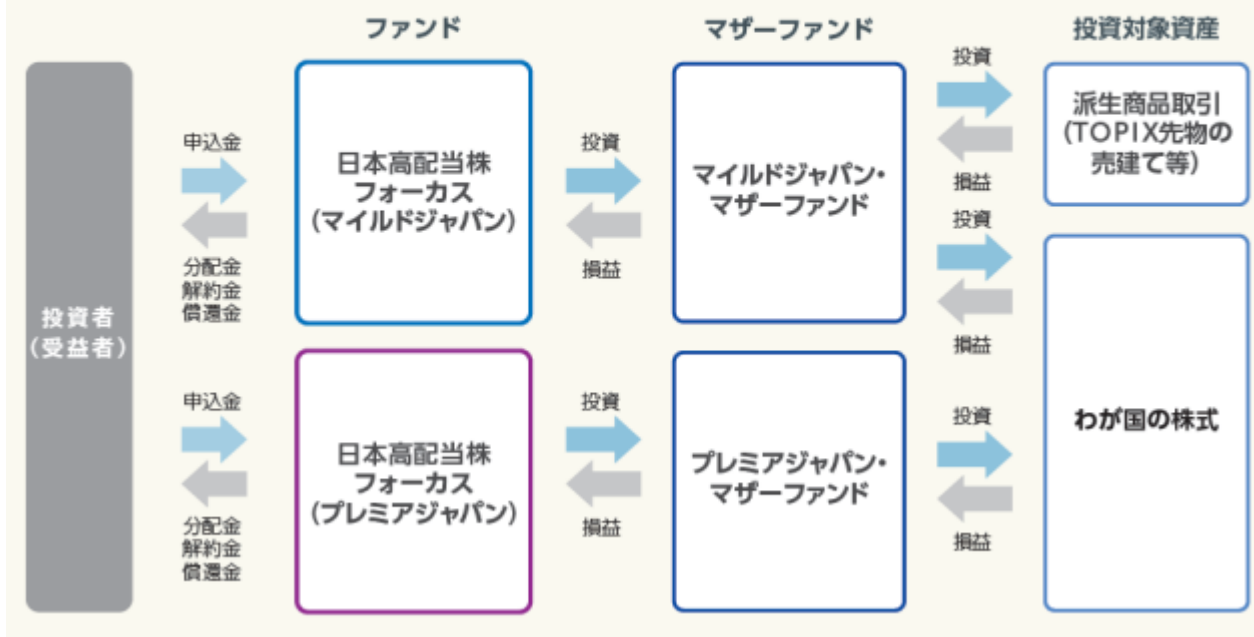 ファンド
マザーファンド
投資対象資産
投資者
(受益者)
申込金
分配金
解約金
償還金
日本高配当株
フォーカス
(マイルドジャパン)
投資
損益
マイルドジャパン・
マザーファンド
投資
損益
派生商品取引
(TOPIX先物の
売建て等)
投資
損益
申込金
分配金
解約金
償還金
日本高配当株
フォーカス
(プレミアジャパン)
投資
損益
プレミアジャパン・
マザーファンド
投資
損益
わが国の株式